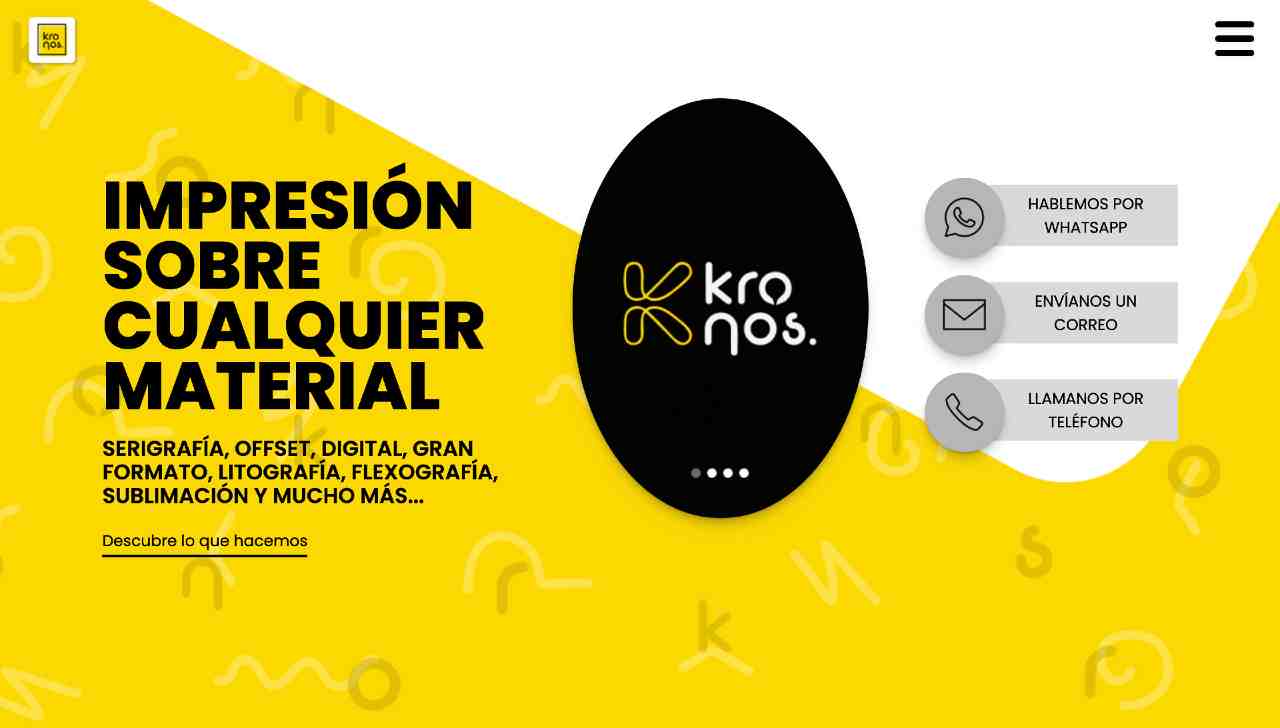 kro
nos.
IMPRESIÓN
SOBRE
CUALQUIER
MATERIAL
SERIGRAFÍA, OFFSET, DIGITAL, GRAN
FORMATO, LITOGRAFÍA, FLEXOGRAFÍA,
SUBLIMACIÓN Y MUCHO MÁS...
Descubre lo que hacemos
kro
nos.
HABLEMOS POR
WHATSAPP
ENVÍANOS UN
CORREO
LLAMANOS POR
TELÉFONO